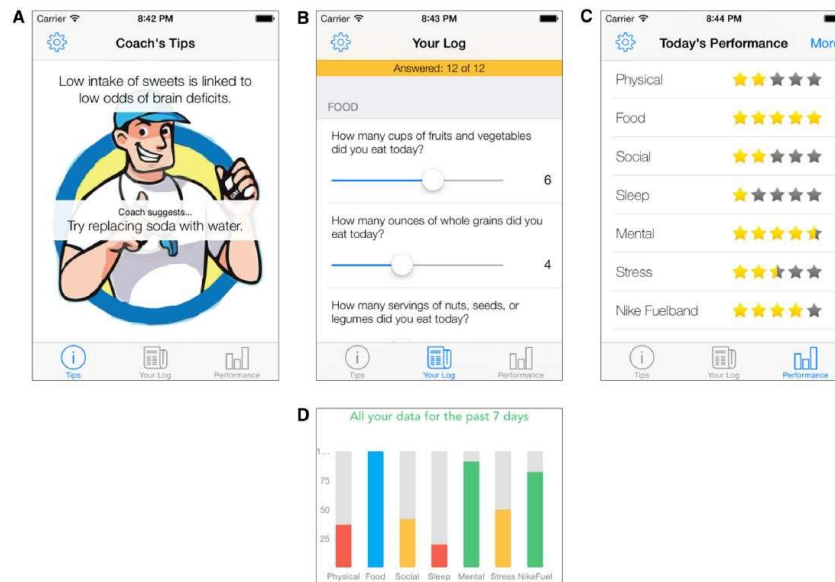 A
Carrier 8:42 PM
Coach's Tips
Low intake of sweets is linked to
low odds of brain deficits.
Coach suggests...
Try replacing soda with water.
Tips Your Log Performance
B
Carrier 8:43 PM
Your Log
Answered: 12 of 12
FOOD
How many cups of fruits and vegetables
did you eat today?
6
How many ounces of whole grains did you
eat today?
4
How many servings of nuts, seeds, or
legumes did you eat today?
Tips Your Log Performance
C
Carrier 8:44 PM
Today's Performance More
Physical
Food
Social
Sleep
Mental
Stress
Nike Fuelband
Tips Your Log Performance
D
All your data for the past 7 days
1...
75
50
25
Physical Food Social Sleep Mental Stress NikeFuel